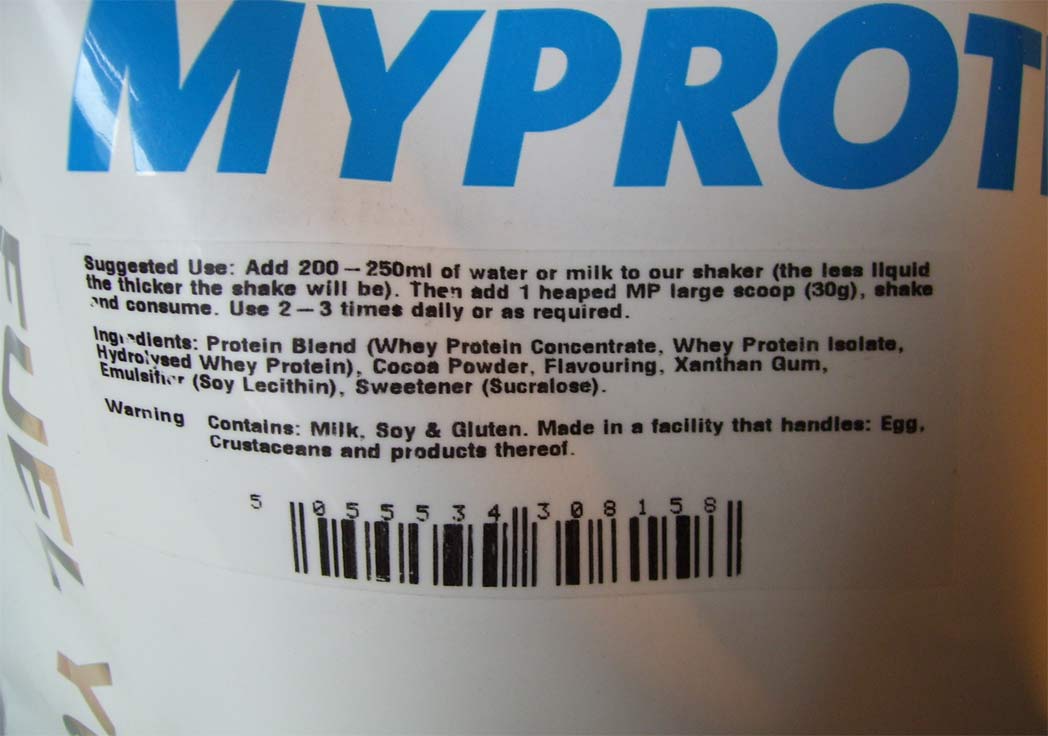 MYPROT
Suggested Use: Add 200 – 250ml of water or milk to our shaker (the less liquid
the thicker the shake will be). Then add 1 heaped MP large scoop (30g), shake
and consume. Use 2 – 3 times daily or as required.
Ingredients: Protein Blend (Whey Protein Concentrate, Whey Protein Isolate,
Hydrolysed Whey Protein), Cocoa Powder, Flavouring, Xanthan Gum,
Emulsifier (Soy Lecithin), Sweetener (Sucralose).
Warning Contains: Milk, Soy & Gluten. Made in a facility that handles: Egg,
Crustaceans and products thereof.
5 055534 308158
FUEL YO